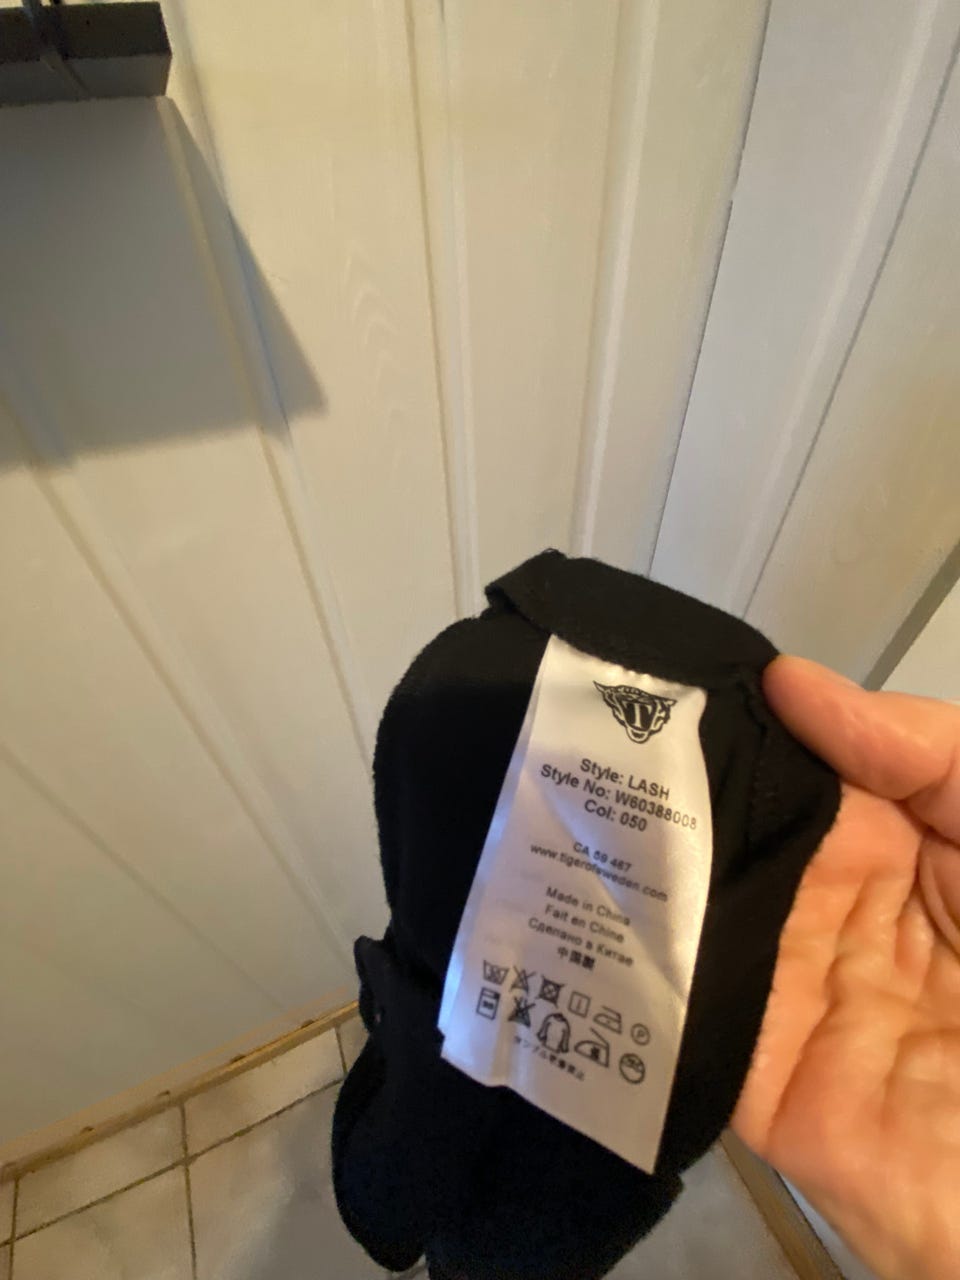 T
Style: LASH
Style No: W60388008
Col: 050
CA 59 467
www.tigerofsweden.com
Made in China
Fait en Chine
Сделано в Китае
中国製
P